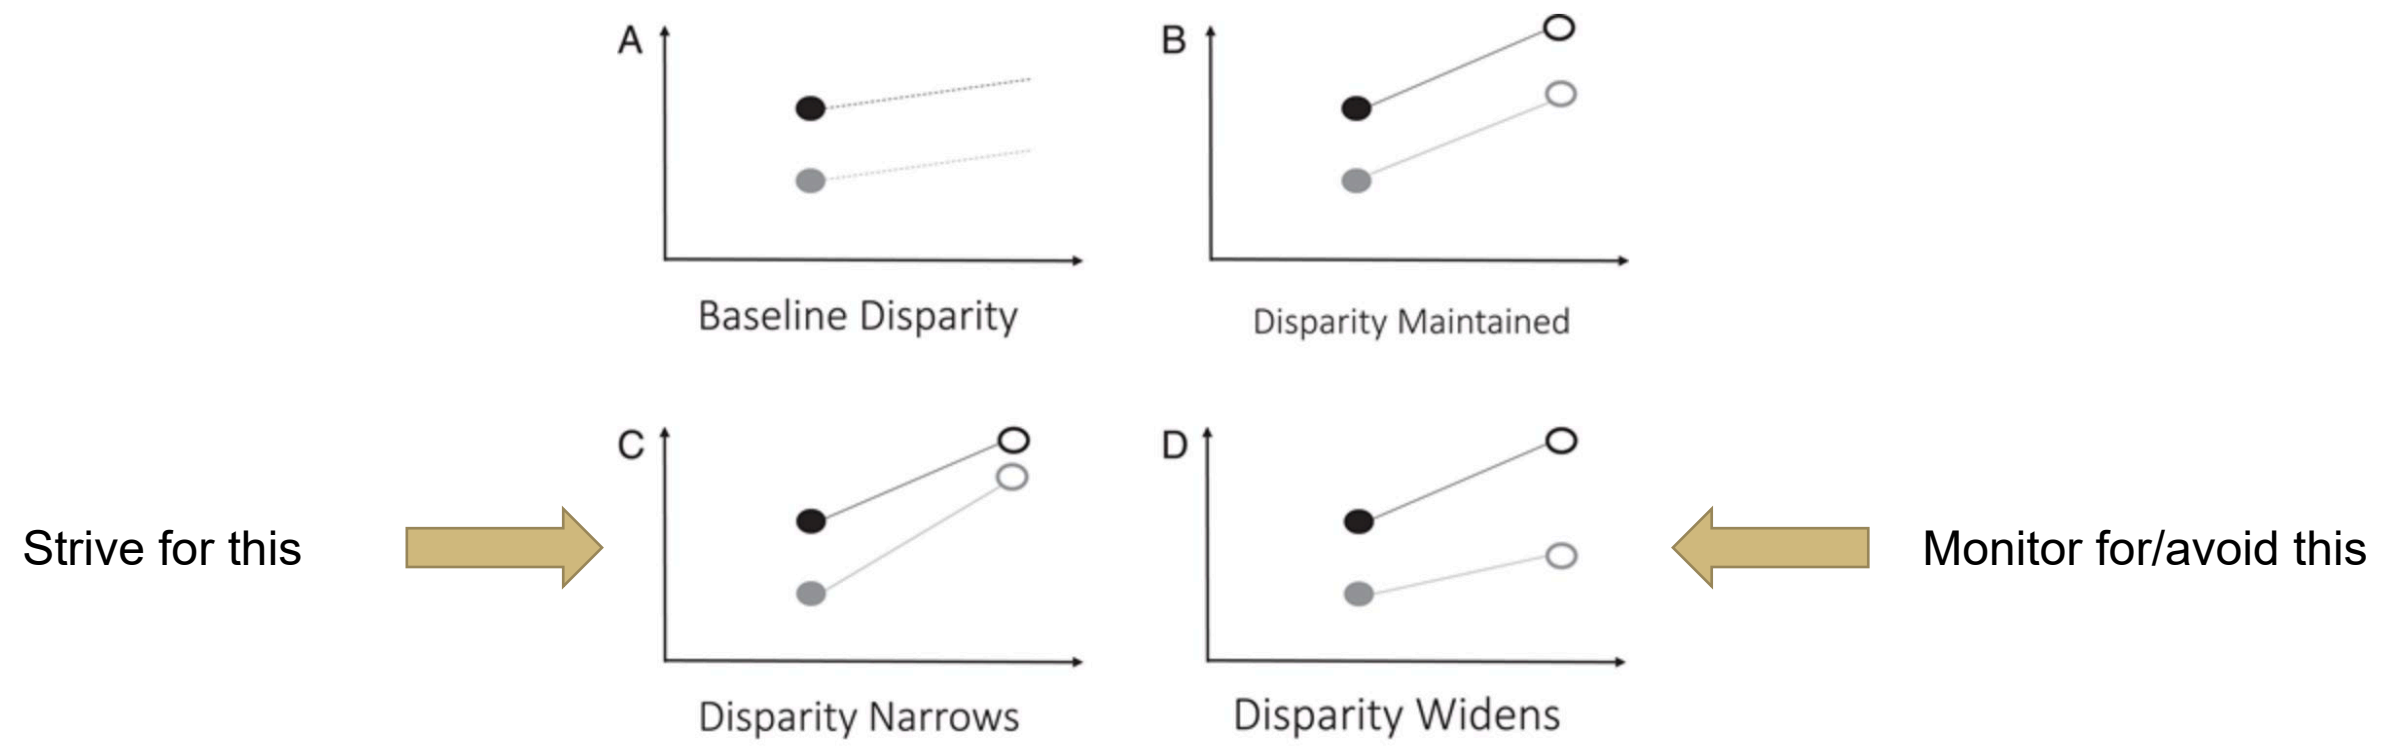 A
B
Baseline Disparity
Disparity Maintained
C
D
Strive for this
Monitor for/avoid this
Disparity Narrows
Disparity Widens